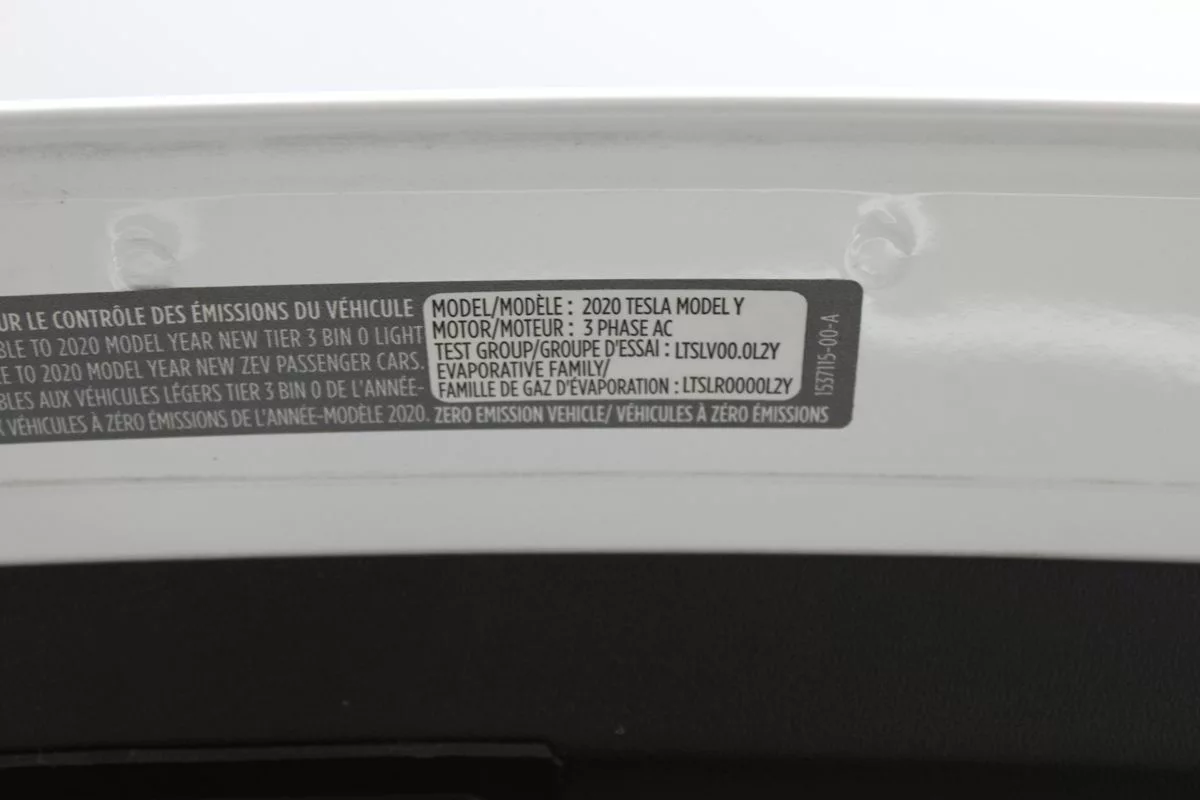 UR LE CONTRÔLE DES ÉMISSIONS DU VÉHICULE
BLE TO 2020 MODEL YEAR NEW TIER 3 BIN 0 LIGHT
E TO 2020 MODEL YEAR NEW ZEV PASSENGER CARS.
BLES AUX VÉHICULES LÉGERS TIER 3 BIN 0 DE L'ANNÉE-
X VÉHICULES À ZÉRO ÉMISSIONS DE L'ANNÉE-MODÈLE 2020. ZERO EMISSION VEHICLE/ VÉHICULES À ZÉRO ÉMISSIONS
MODEL/MODÈLE : 2020 TESLA MODEL Y
MOTOR/MOTEUR : 3 PHASE AC
TEST GROUP/GROUPE D'ESSAI : LTSLV00.0L2Y
EVAPORATIVE FAMILY/
FAMILLE DE GAZ D'ÉVAPORATION : LTSLR0000L2Y
1537115-00-A